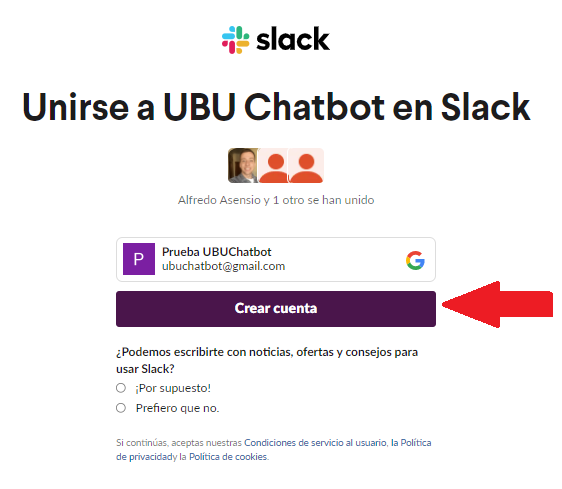 slack
Unirse a UBU Chatbot en Slack
Alfredo Asensio y 1 otro se han unido
P
Prueba UBUChatbot
ubuchatbot@gmail.com
Crear cuenta
¿Podemos escribirte con noticias, ofertas y consejos para
usar Slack?
¡Por supuesto!
Prefiero que no.
Si continúas, aceptas nuestras Condiciones de servicio al usuario, la Política
de privacidady la Política de cookies.